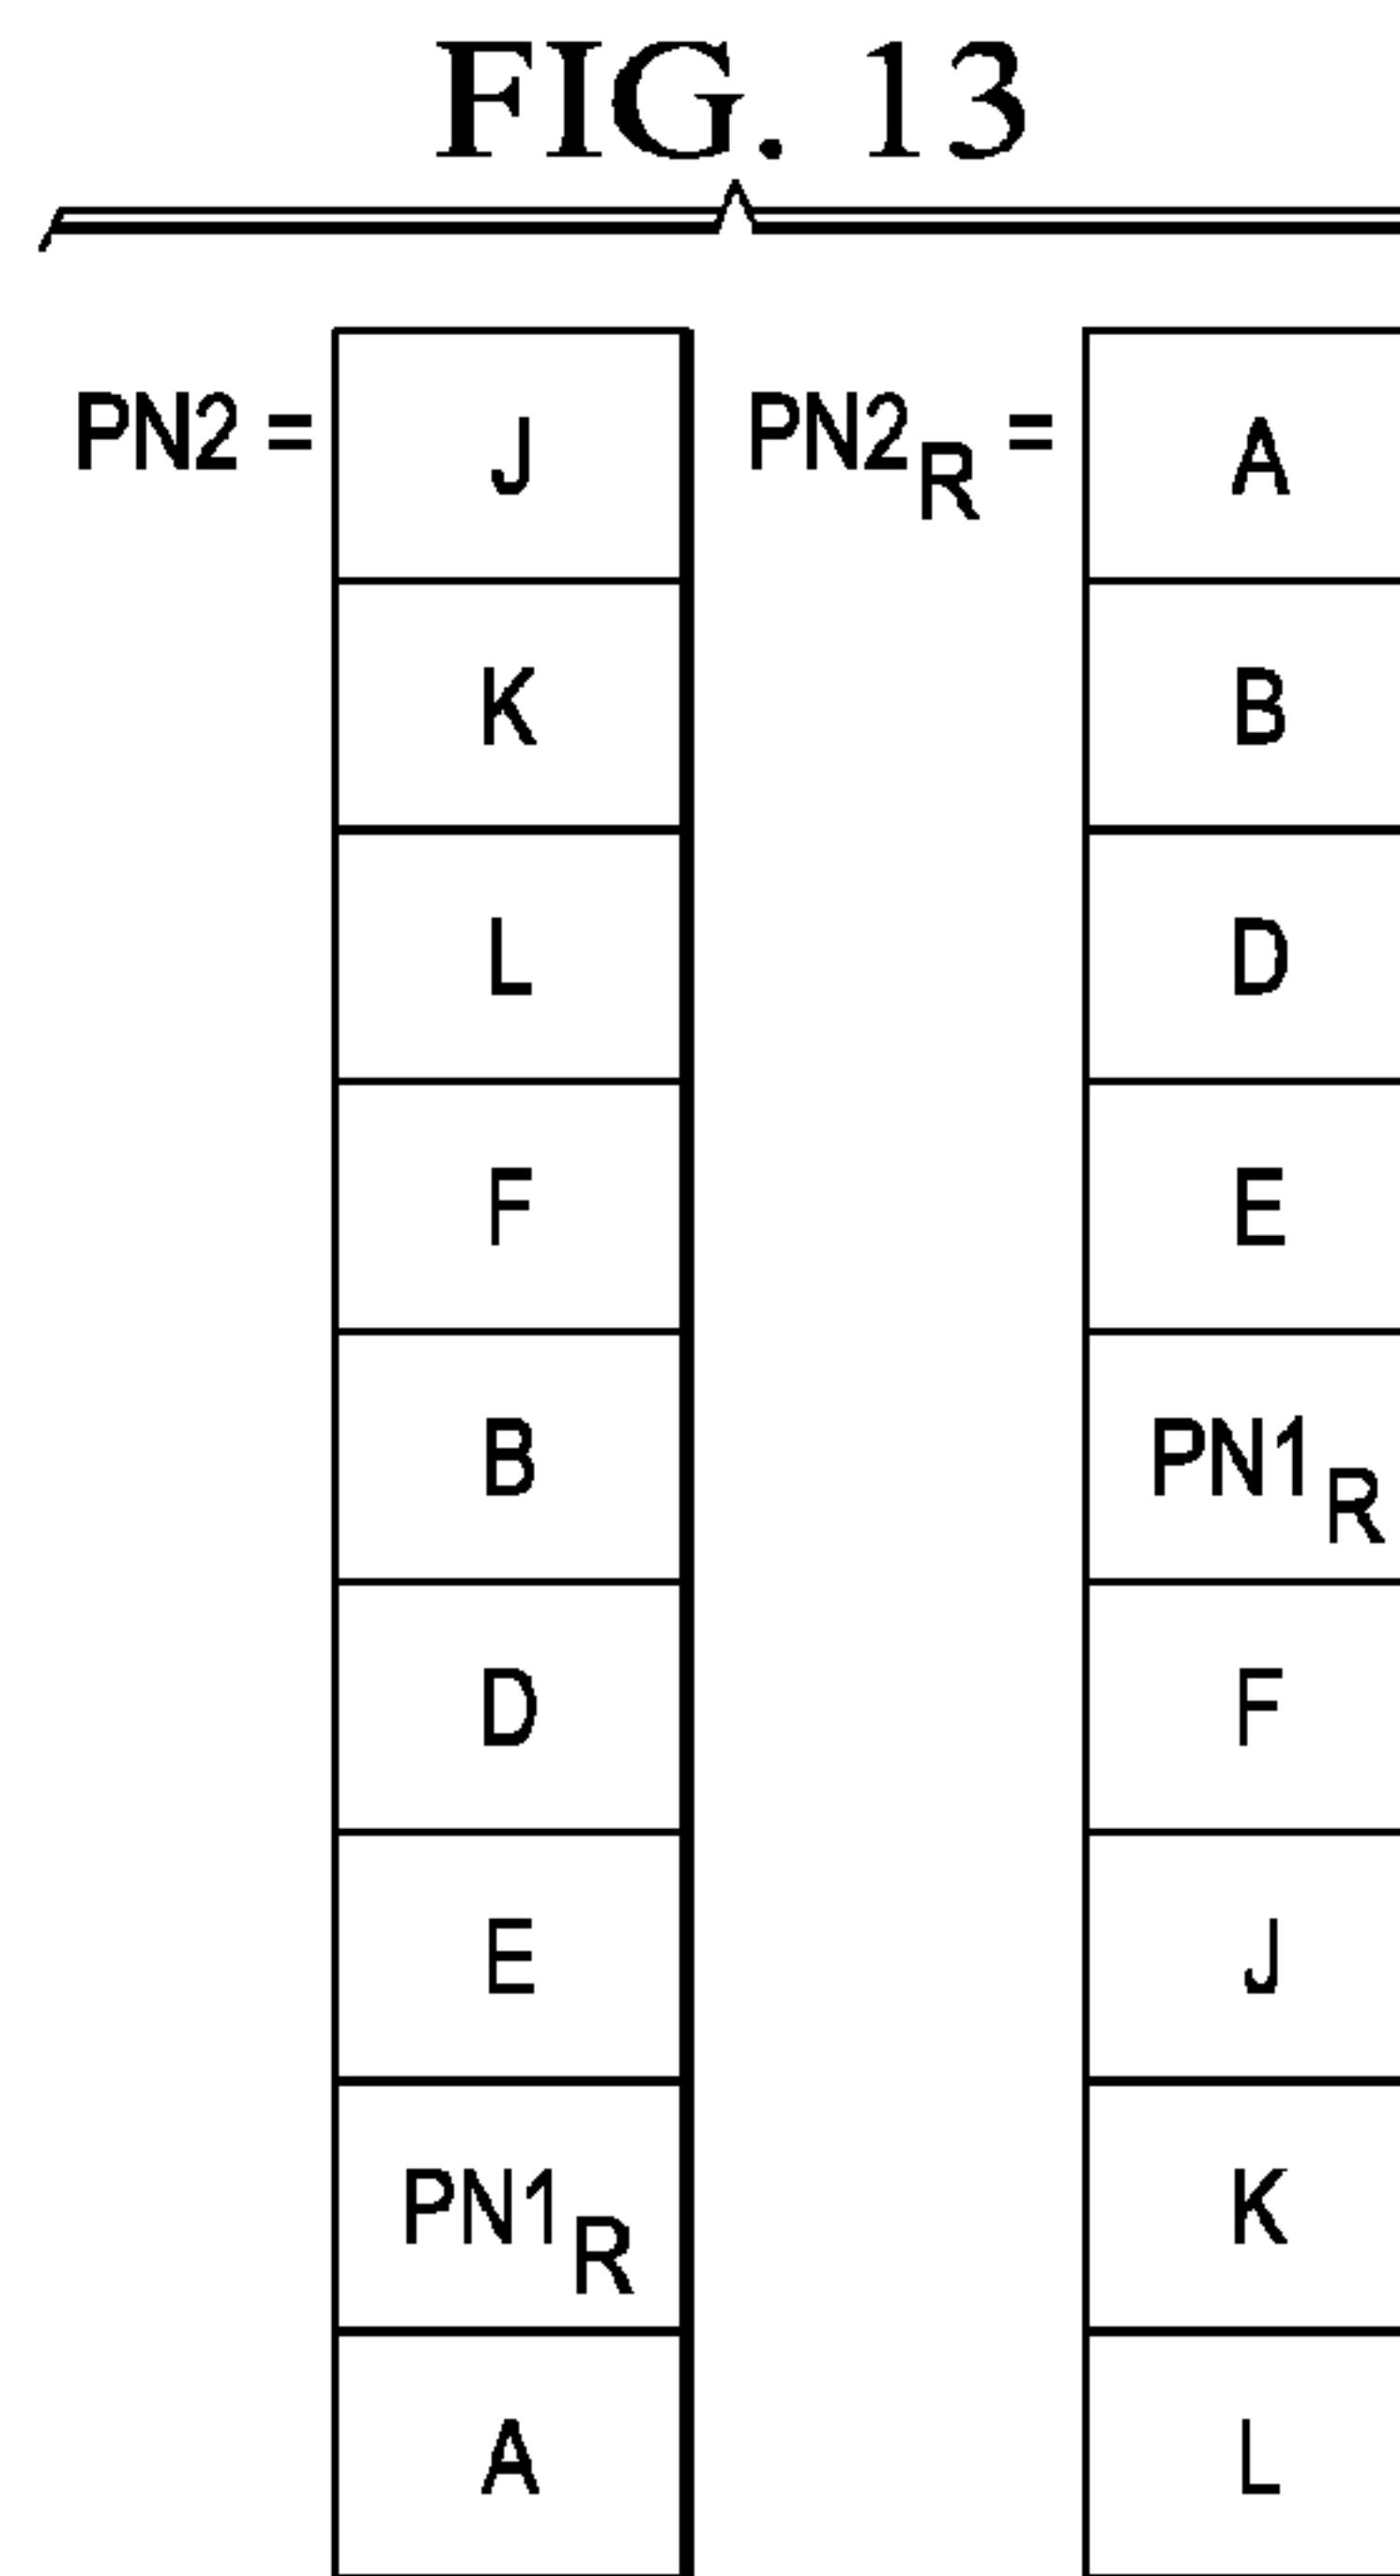 FIG. 13
PN2 = J PN2R = A
K B
L D
F E
B PN1R
D F
E J
PN1R K
A L